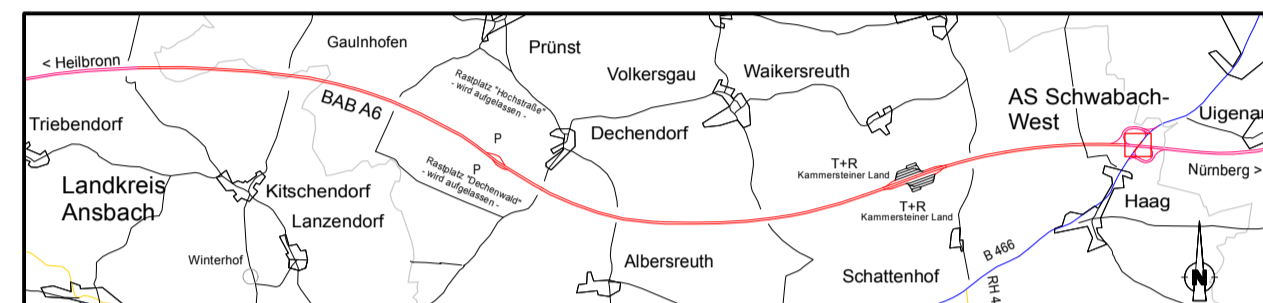 Gaulnhofen
Prünst
< Heilbronn
Volkersgau
Waikersreuth
Rastplatz "Hochstraße"
- wird aufgelassen -
BAB A6
AS Schwabach-
West
Triebendorf
P
Dechendorf
P
T+R
Kammersteiner Land
Nürnberg >
Rastplatz "Dechenwald"
- wird aufgelassen -
Landkreis
Ansbach
Kitschendorf
Lanzendorf
T+R
Kammersteiner Land
Haag
Winterhof
Albersreuth
B 466
Schattenhof
N